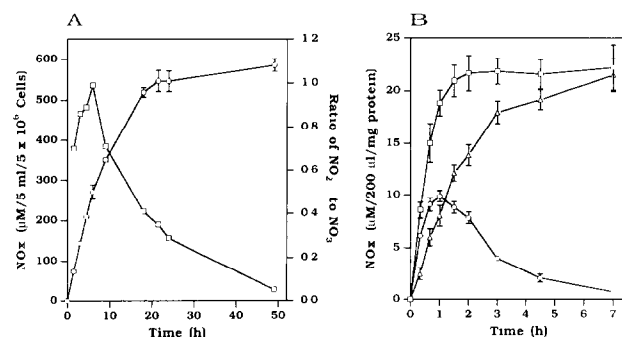 A
NOx (µM/5 ml/5 x 10⁶ Cells)
600
500
400
300
200
100
0
0 10 20 30 40 50
Time (h)
1.2
1.0
0.8
0.6
0.4
0.2
0.0
Ratio of NO₂ to NO₃
B
NOx (µM/200 µl/mg protein)
25
20
15
10
5
0
0 1 2 3 4 5 6 7
Time (h)